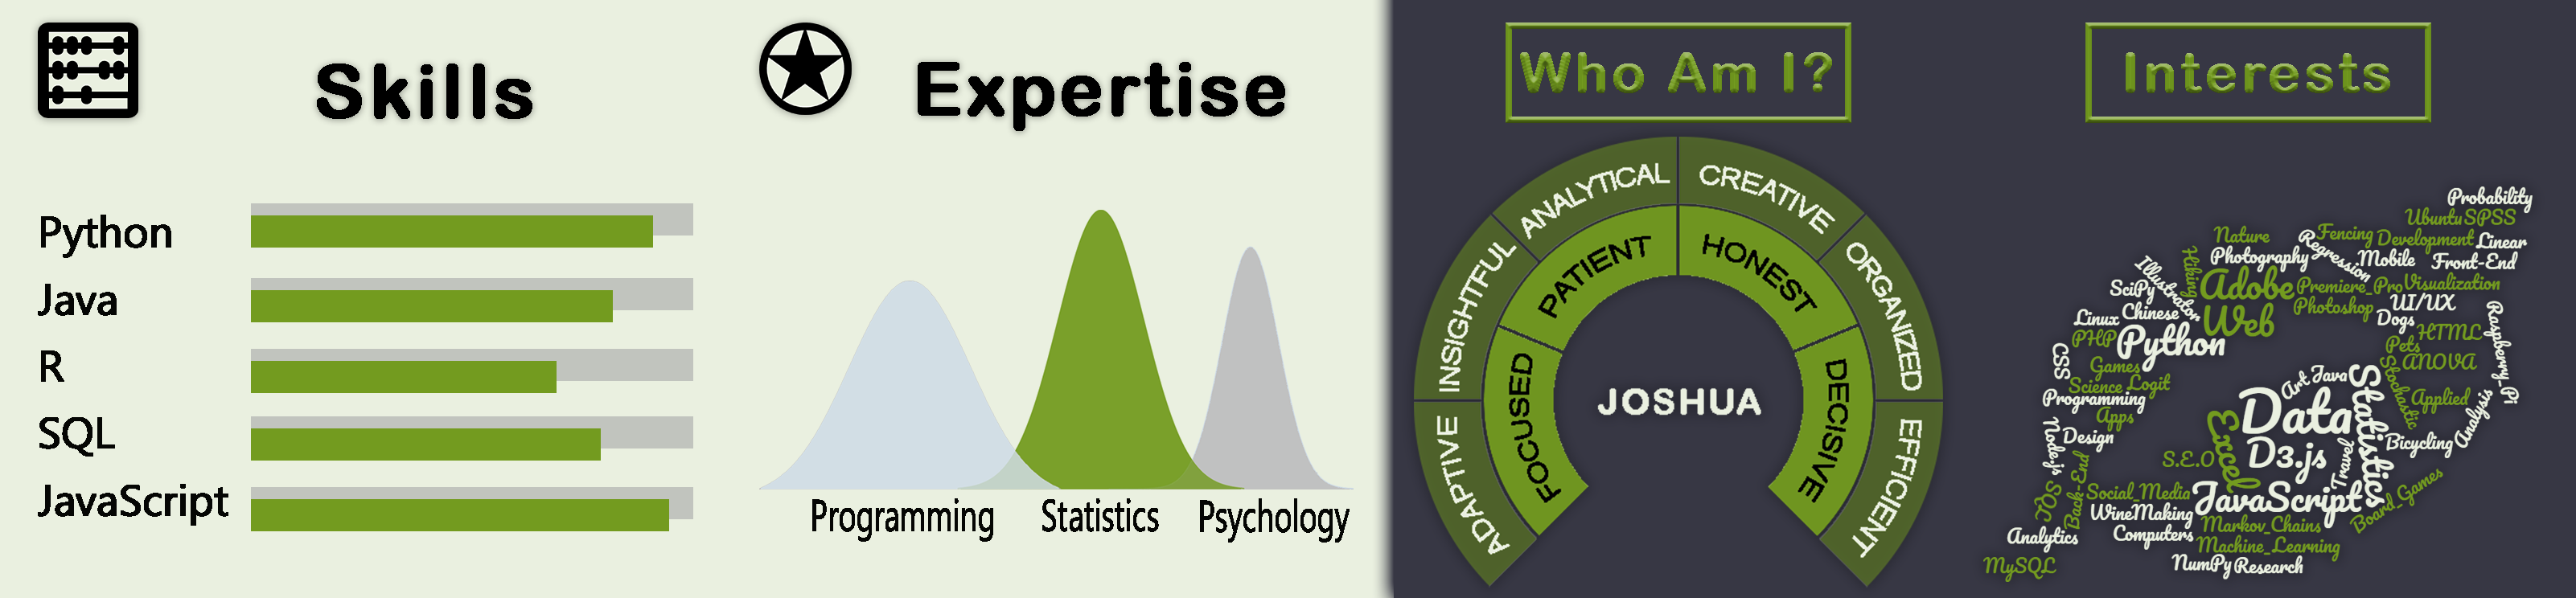 Skills
Python
Java
R
SQL
JavaScript
Expertise
Programming
Statistics
Psychology
Who Am I?
ADAPTIVE
INSIGHTFUL
ANALYTICAL
CREATIVE
ORGANIZED
EFFICIENT
FOCUSED
PATIENT
HONEST
DECISIVE
JOSHUA
Interests
Probability
Ubuntu
SPSS
Nature
Fencing
Development
Linear
Hiking
Photography
Regression
Mobile
Front-End
Illustrator
SciPy
Adobe
Premiere_Pro
Visualization
Photoshop
UI/UX
Linux
Chinese
Web
Dogs
HTML
Raspberry_Pi
PHP
Python
Pets
ANOVA
CSS
Games
Stochastic
Science
Logit
Art
Java
Statistics
Programming
Applied
Apps
Data
Excel
Analysis
Node.js
Design
Bicycling
S.E.O
D3.js
Travel
Back-End
Social_Media
JavaScript
Board_Games
SQL
WineMaking
Markov_Chains
Analytics
Computers
Machine_Learning
MySQL
NumPy
Research